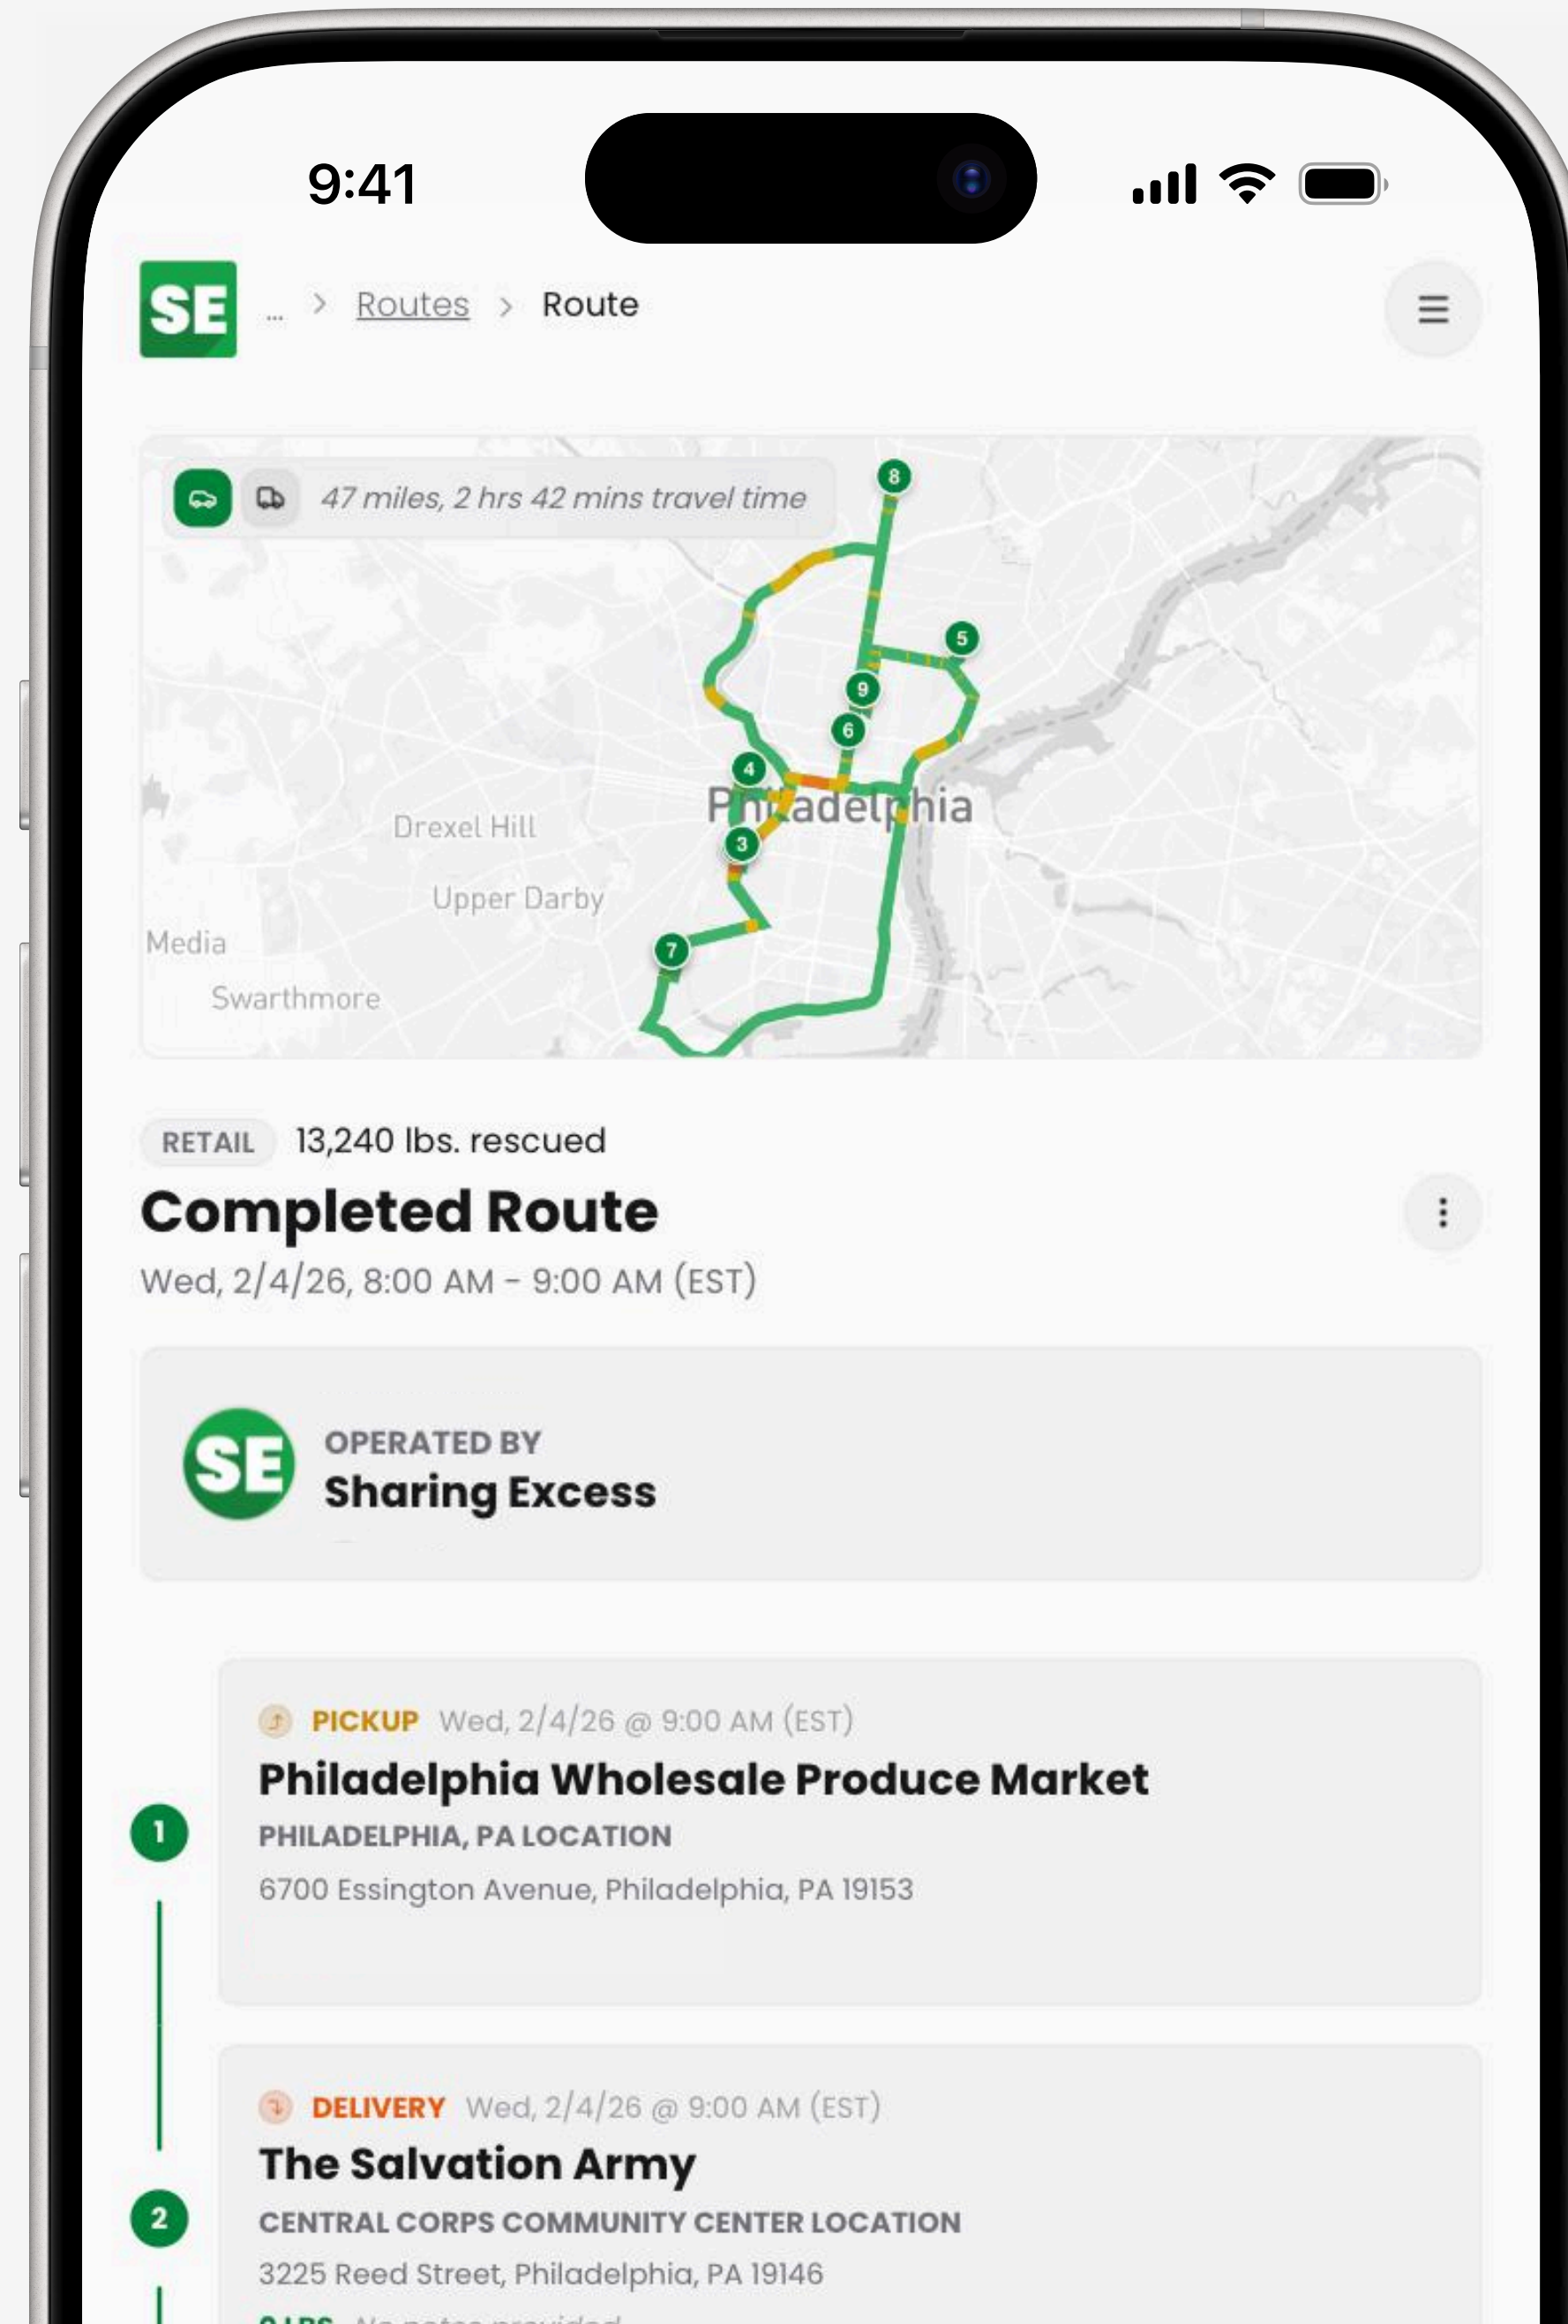 9:41
SE ... > Routes > Route
47 miles, 2 hrs 42 mins travel time
8
5
9
6
4
Philadelphia
Drexel Hill
3
Upper Darby
Media
7
Swarthmore
RETAIL 13,240 lbs. rescued
Completed Route
Wed, 2/4/26, 8:00 AM - 9:00 AM (EST)
SE
OPERATED BY
Sharing Excess
PICKUP Wed, 2/4/26 @ 9:00 AM (EST)
Philadelphia Wholesale Produce Market
1
PHILADELPHIA, PA LOCATION
6700 Essington Avenue, Philadelphia, PA 19153
DELIVERY Wed, 2/4/26 @ 9:00 AM (EST)
The Salvation Army
2
CENTRAL CORPS COMMUNITY CENTER LOCATION
3225 Reed Street, Philadelphia, PA 19146
0 LBS No notes provided